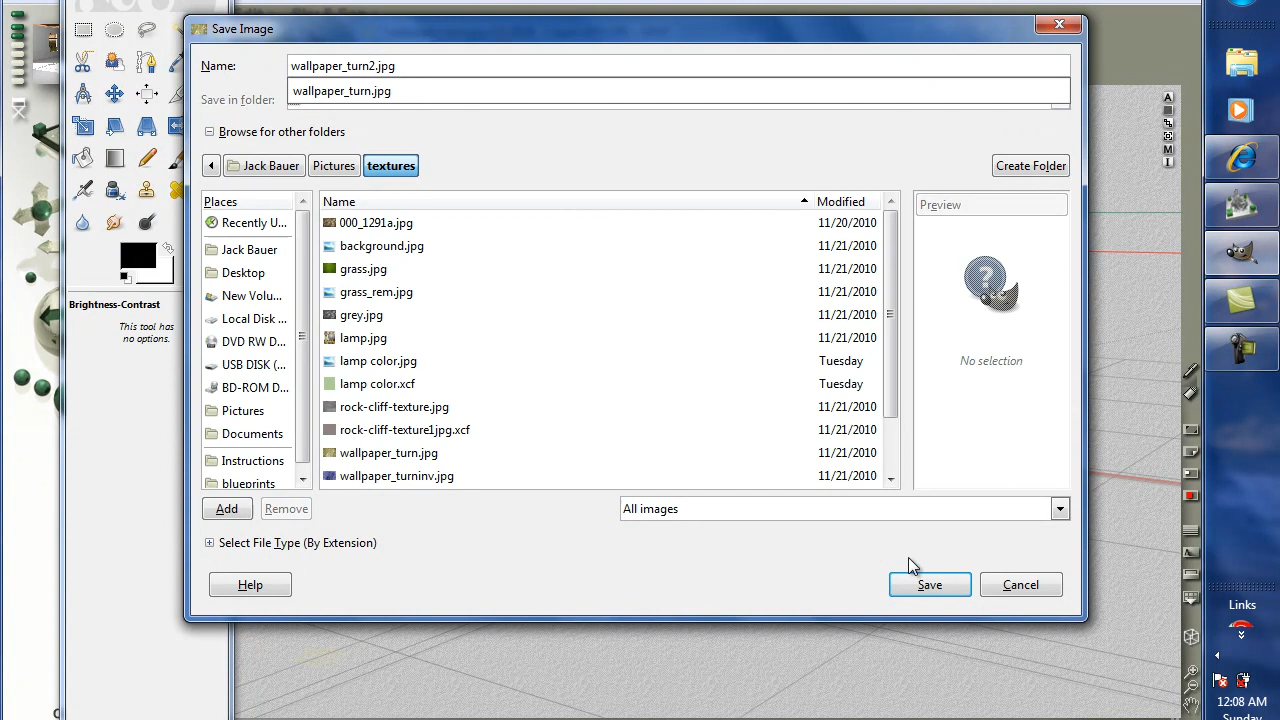 Save Image
Name:
wallpaper_turn2.jpg
wallpaper_turn.jpg
Save in folder:
Browse for other folders
Jack Bauer
Pictures
textures
Create Folder
Places
Name
Modified
Preview
Recently U...
Jack Bauer
Desktop
New Volu...
Local Disk ...
DVD RW D...
USB DISK (...
BD-ROM D...
Pictures
Documents
Instructions
blueprints
000_1291a.jpg 11/20/2010
background.jpg 11/21/2010
grass.jpg 11/21/2010
grass_rem.jpg 11/21/2010
grey.jpg 11/21/2010
lamp.jpg 11/21/2010
lamp color.jpg Tuesday
lamp color.xcf Tuesday
rock-cliff-texture.jpg 11/21/2010
rock-cliff-texture1jpg.xcf 11/21/2010
wallpaper_turn.jpg 11/21/2010
wallpaper_turninv.jpg 11/21/2010
No selection
Add
Remove
All images
Select File Type (By Extension)
Help
Save
Cancel
Brightness-Contrast
This tool has
no options.
A
M
I
Links
12:08 AM
Sunday